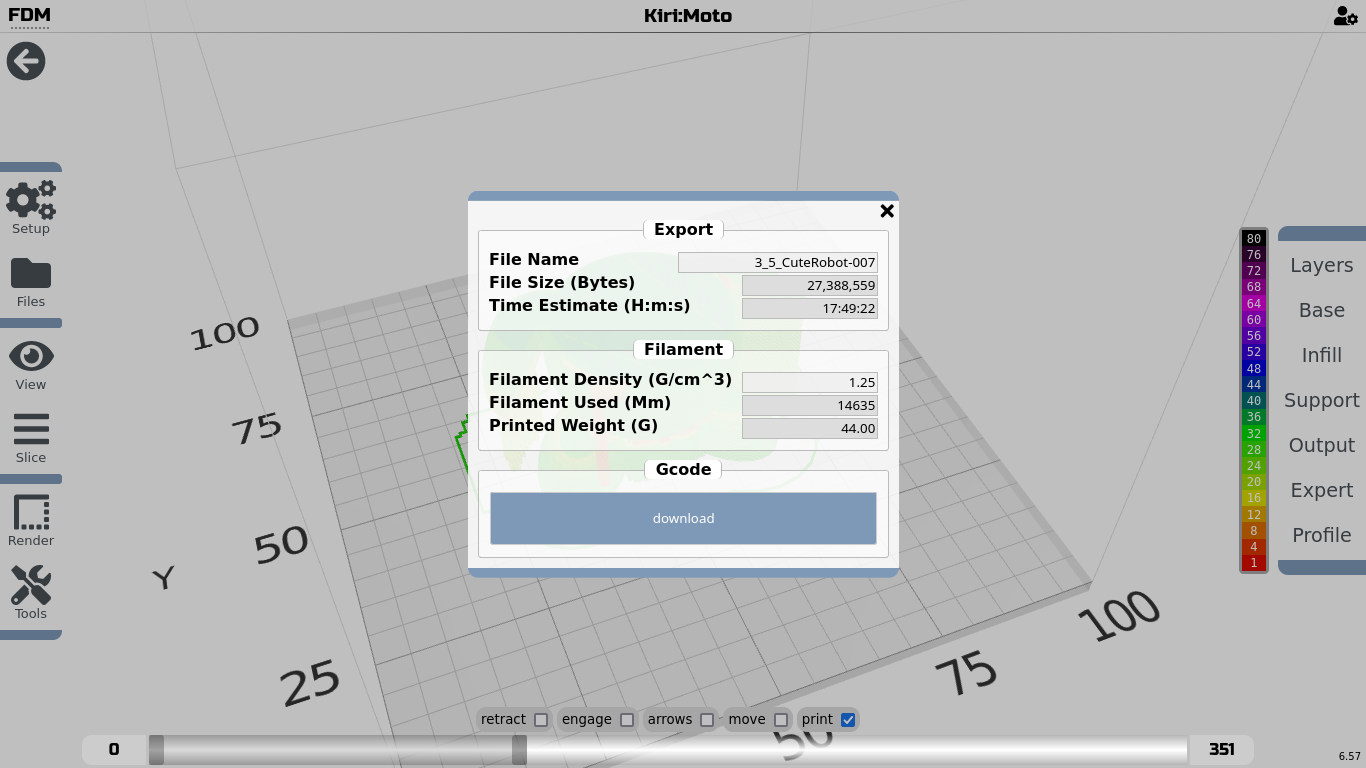 FDM
Kiri:Moto
Setup
Files
View
Slice
Render
Tools
Export
File Name 3_5_CuteRobot-007
File Size (Bytes) 27,388,559
Time Estimate (H:m:s) 17:49:22
Filament
Filament Density (G/cm^3) 1.25
Filament Used (Mm) 14635
Printed Weight (G) 44.00
Gcode
download
100
75
50
Y
25
100
75
50
80
76
72
68
64
60
56
52
48
44
40
36
32
28
24
20
16
12
8
4
1
Layers
Base
Infill
Support
Output
Expert
Profile
retract engage arrows move print
0 351
6.57